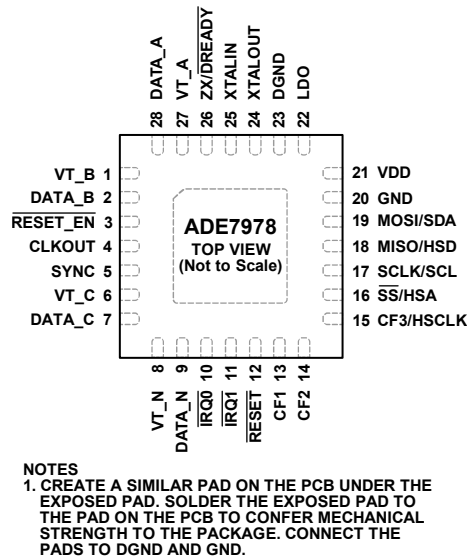 28 DATA_A
27 VT_A
26 ZX/DREADY
25 XTALIN
24 XTALOUT
23 DGND
22 LDO
VT_B 1
DATA_B 2
RESET_EN 3
CLKOUT 4
SYNC 5
VT_C 6
DATA_C 7
ADE7978
TOP VIEW
(Not to Scale)
21 VDD
20 GND
19 MOSI/SDA
18 MISO/HSD
17 SCLK/SCL
16 SS/HSA
15 CF3/HSCLK
VT_N 8
DATA_N 9
IRQ0 10
IRQ1 11
RESET 12
CF1 13
CF2 14
NOTES
1. CREATE A SIMILAR PAD ON THE PCB UNDER THE
EXPOSED PAD. SOLDER THE EXPOSED PAD TO
THE PAD ON THE PCB TO CONFER MECHANICAL
STRENGTH TO THE PACKAGE. CONNECT THE
PADS TO DGND AND GND.